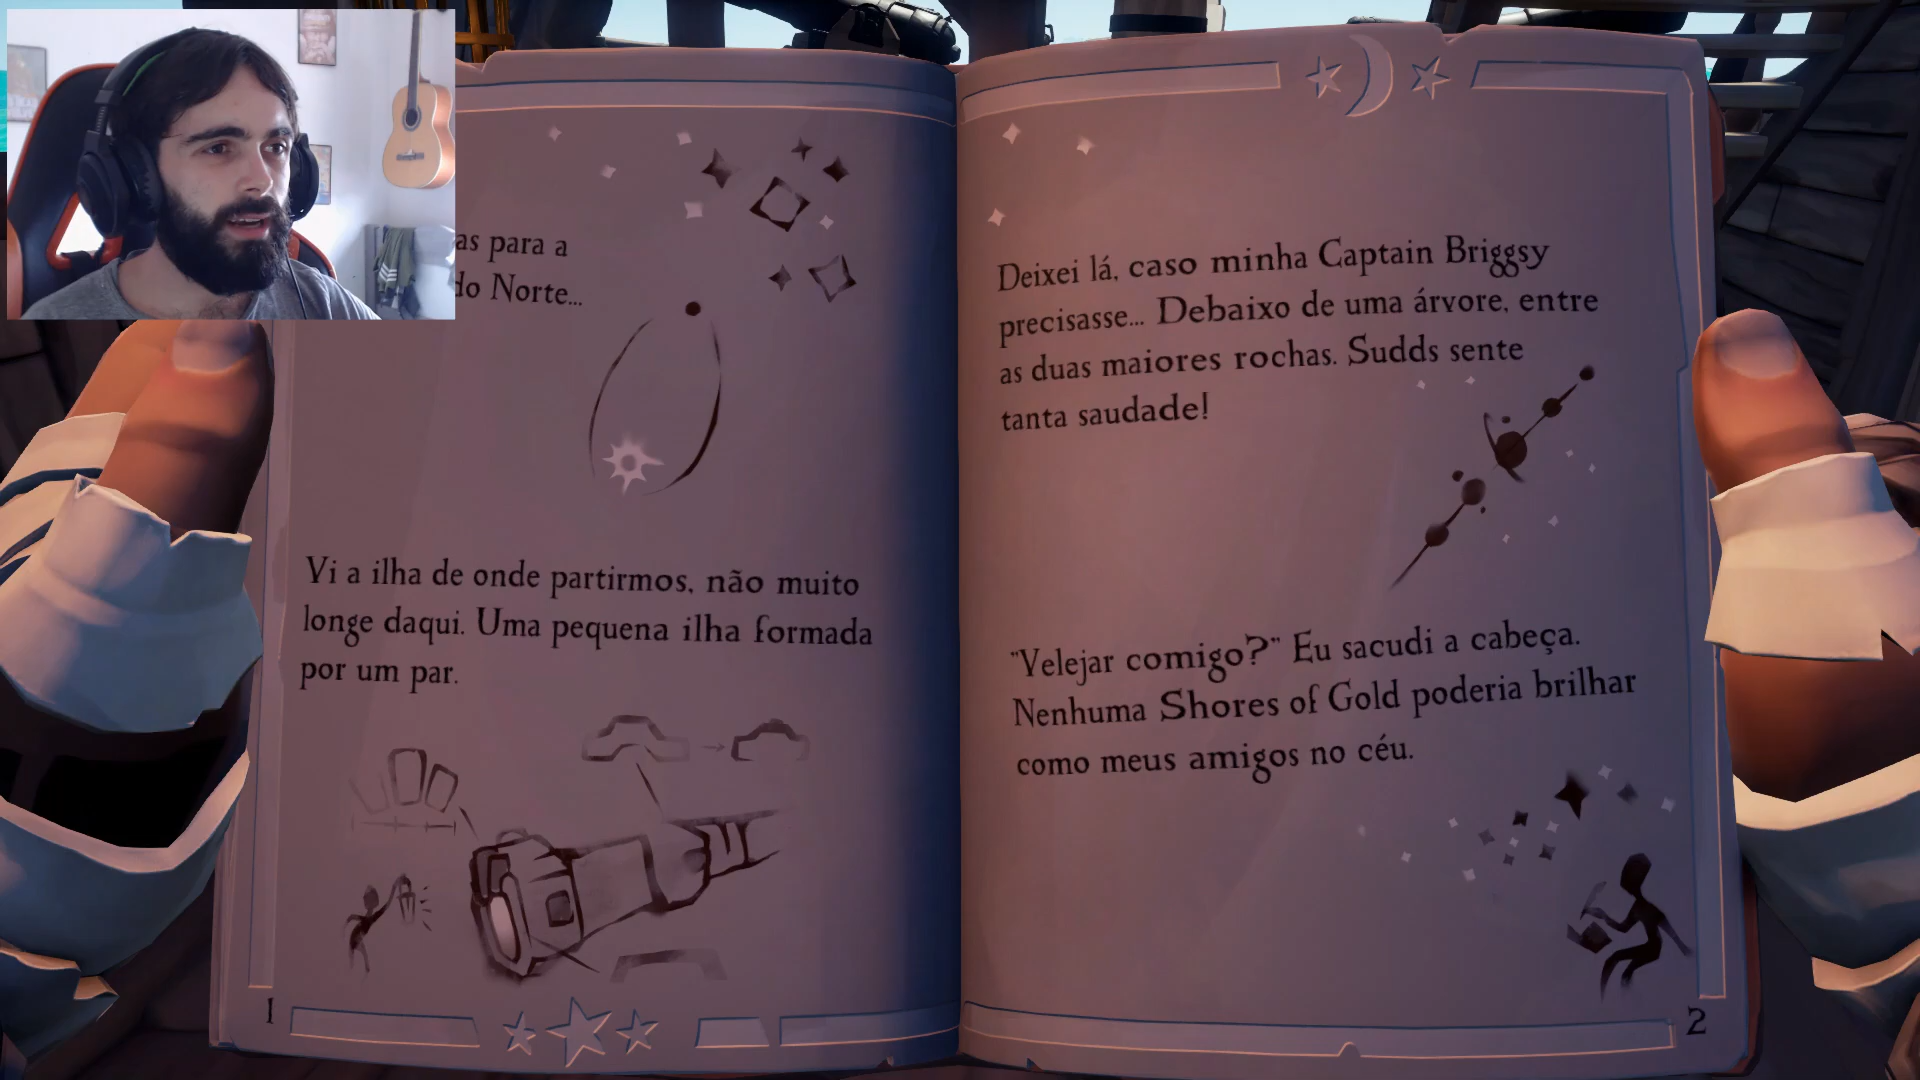 as para a
do Norte...
Vi a ilha de onde partirmos, não muito
longe daqui. Uma pequena ilha formada
por um par.
1
Deixei lá, caso minha Captain Briggsy
precisasse... Debaixo de uma árvore, entre
as duas maiores rochas. Sudds sente
tanta saudade!
"Velejar comigo?" Eu sacudi a cabeça.
Nenhuma Shores of Gold poderia brilhar
como meus amigos no céu.
2